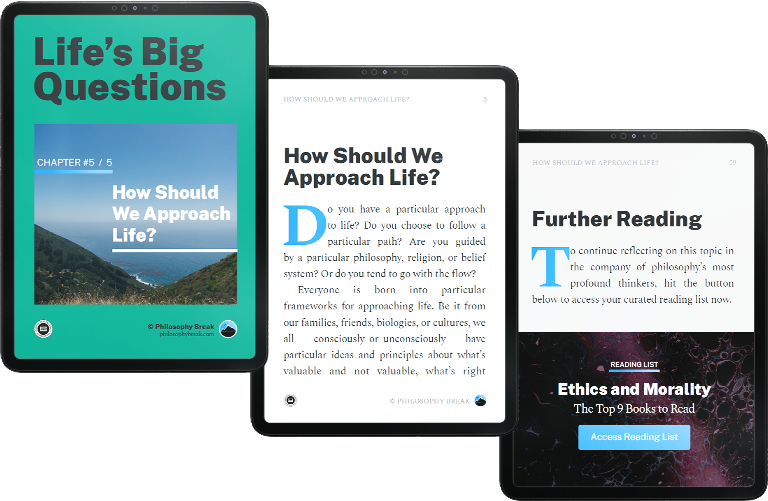 Life's Big
Questions
CHAPTER #5 / 5
How Should
We Approach
Life?
© Philosophy Break
philosophybreak.com
HOW SHOULD WE APPROACH LIFE?
5
How Should We
Approach Life?
Do you have a particular approach
to life? Do you choose to follow a
particular path? Are you guided
by a particular philosophy, religion, or belief
system? Or do you tend to go with the flow?
Everyone is born into particular
frameworks for approaching life. Be it from
our families, friends, biologies, or cultures, we
all consciously or unconsciously have
particular ideas and principles about what's
valuable and not valuable, what's right
© PHILOSOPHY BREAK
HOW SHOULD WE APPROACH LIFE?
39
Further Reading
To continue reflecting on this topic in
the company of philosophy's most
profound thinkers, hit the button
below to access your curated reading list now.
READING LIST
Ethics and Morality
The Top 9 Books to Read
Access Reading List